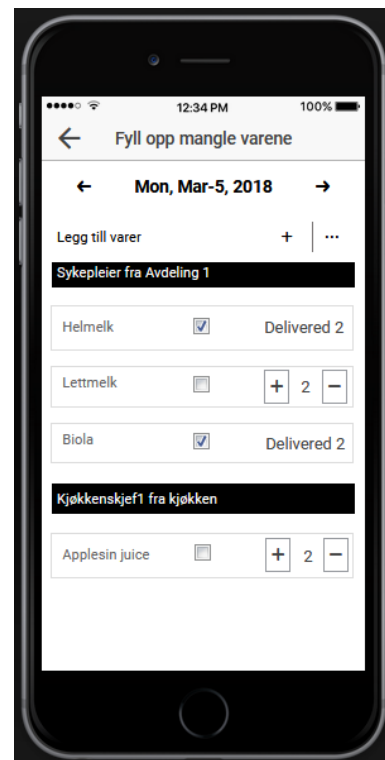 12:34 PM 100%
Fyll opp mangle varene
Mon, Mar-5, 2018
Legg till varer + ...
Sykepleier fra Avdeling 1
Helmelk Delivered 2
Lettmelk + 2 −
Biola Delivered 2
Kjøkkenskjef1 fra kjøkken
Applesin juice + 2 −